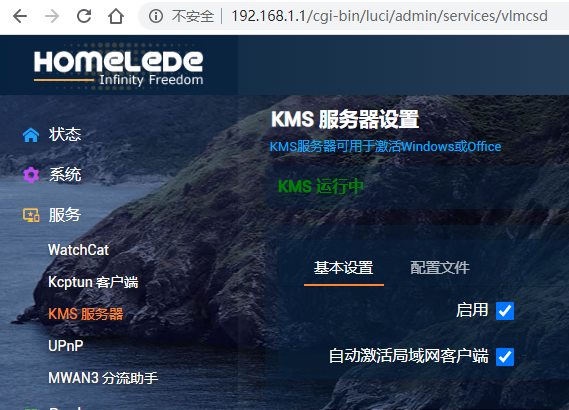 不安全 192.168.1.1/cgi-bin/luci/admin/services/vlmcsd
HOMELEDE
Infinity Freedom
KMS 服务器设置
KMS服务器可用于激活Windows或Office
KMS 运行中
状态
系统
服务
WatchCat
Kcptun 客户端
KMS 服务器
UPnP
MWAN3 分流助手
基本设置 配置文件
启用
自动激活局域网客户端